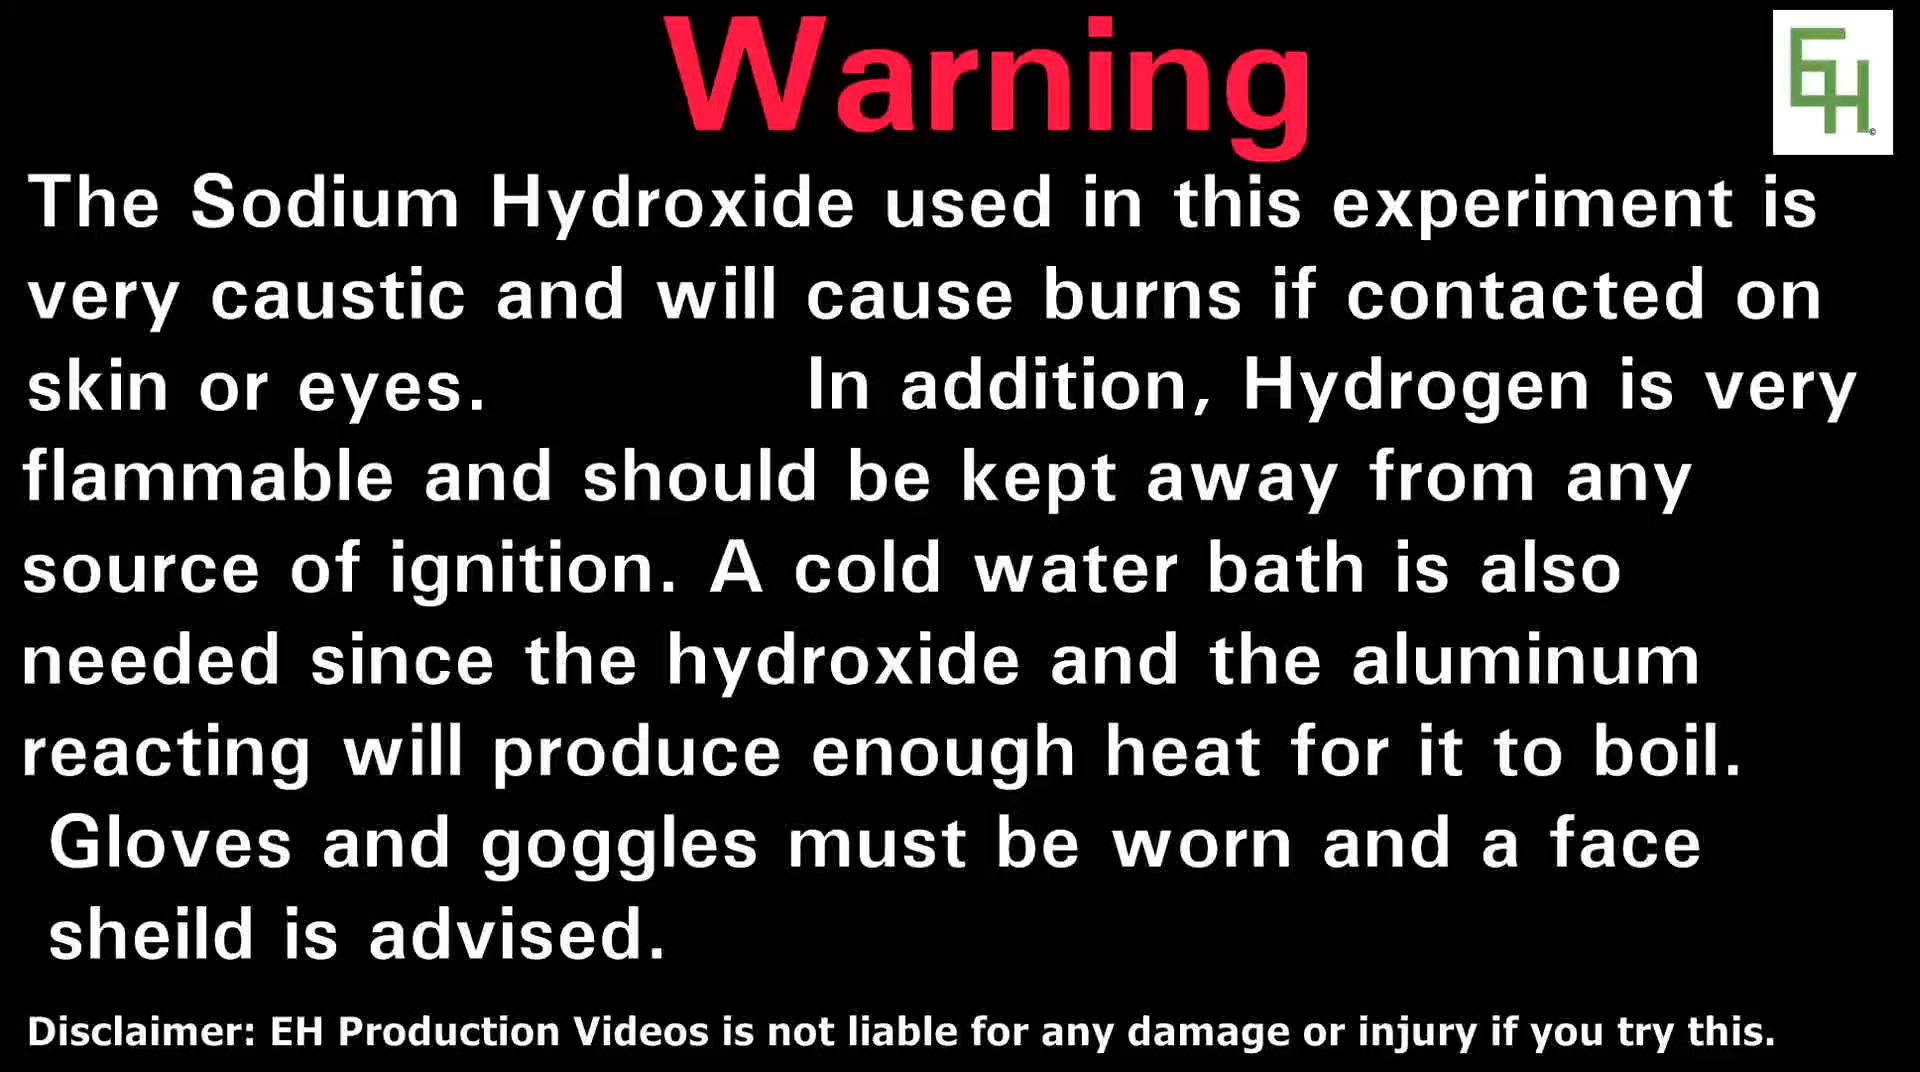 Warning
EH
©
The Sodium Hydroxide used in this experiment is
very caustic and will cause burns if contacted on
skin or eyes. In addition, Hydrogen is very
flammable and should be kept away from any
source of ignition. A cold water bath is also
needed since the hydroxide and the aluminum
reacting will produce enough heat for it to boil.
Gloves and goggles must be worn and a face
sheild is advised.
Disclaimer: EH Production Videos is not liable for any damage or injury if you try this.